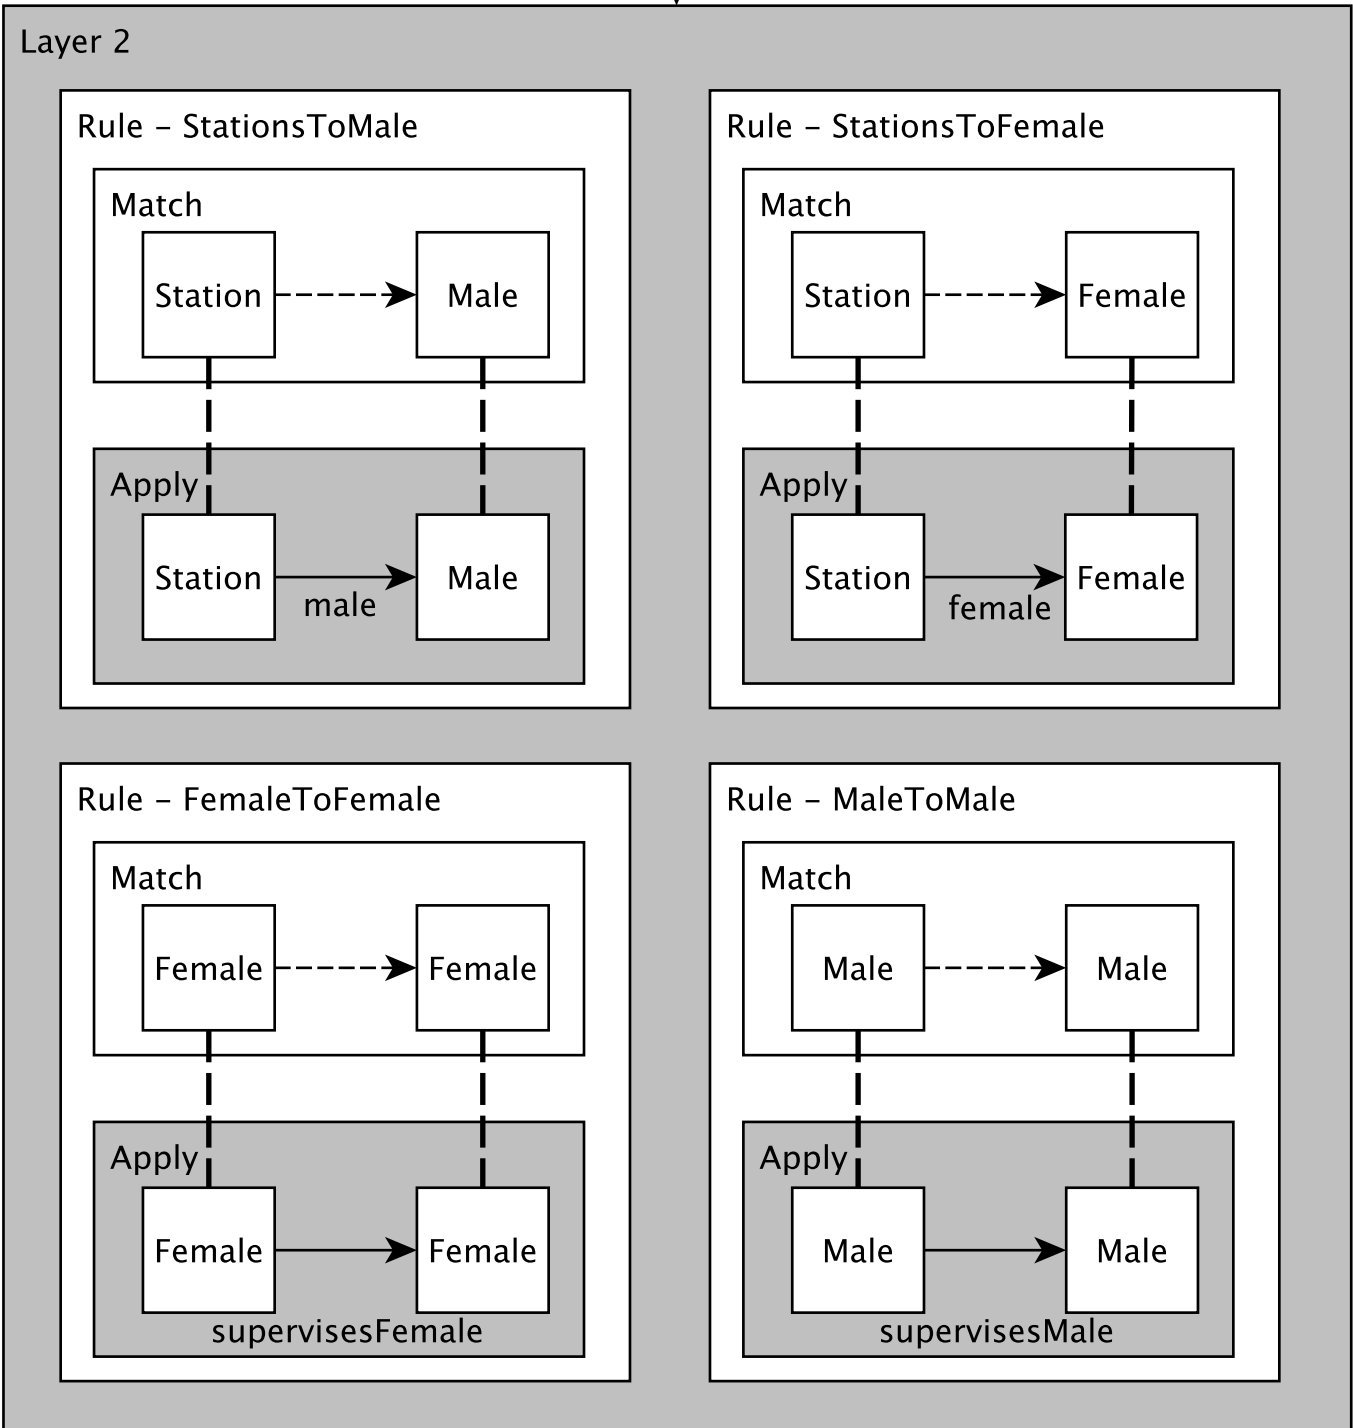 Layer 2
Rule – StationsToMale
Match
Station
Male
Apply
Station
male
Male
Rule – StationsToFemale
Match
Station
Female
Apply
Station
female
Female
Rule – FemaleToFemale
Match
Female
Female
Apply
Female
Female
supervisesFemale
Rule – MaleToMale
Match
Male
Male
Apply
Male
Male
supervisesMale